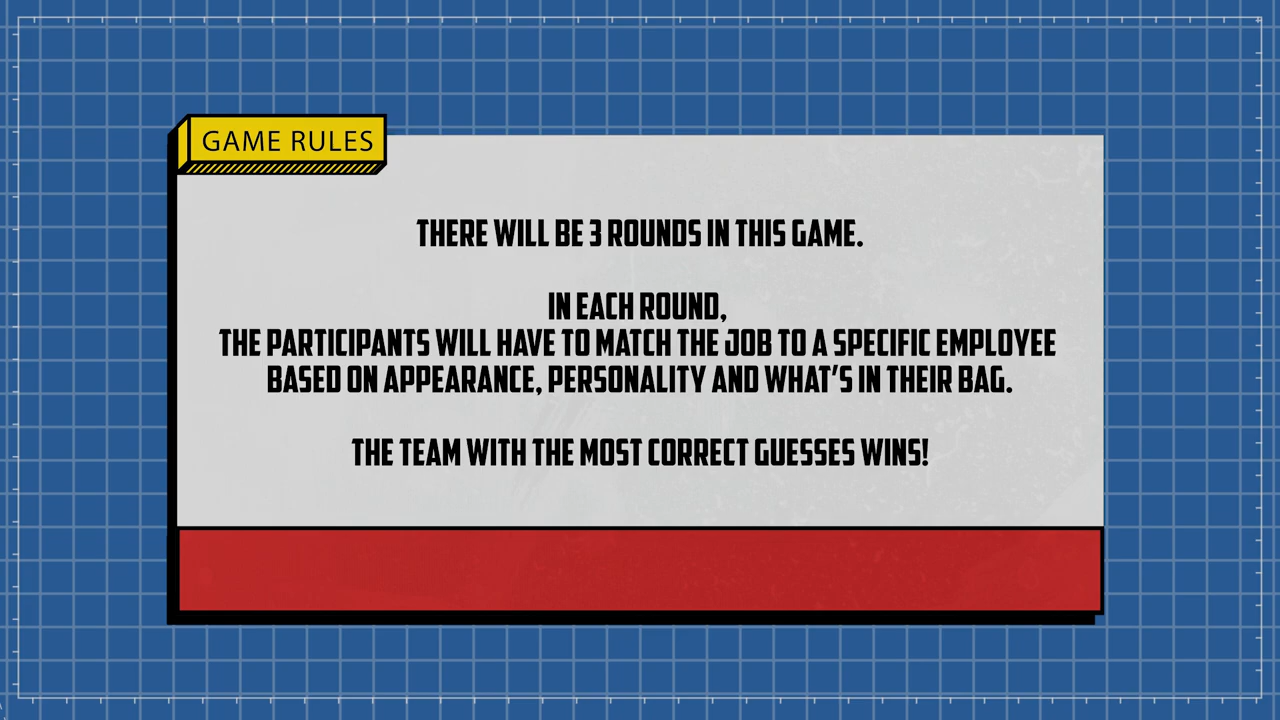 GAME RULES
THERE WILL BE 3 ROUNDS IN THIS GAME.
IN EACH ROUND,
THE PARTICIPANTS WILL HAVE TO MATCH THE JOB TO A SPECIFIC EMPLOYEE
BASED ON APPEARANCE, PERSONALITY AND WHAT'S IN THEIR BAG.
THE TEAM WITH THE MOST CORRECT GUESSES WINS!